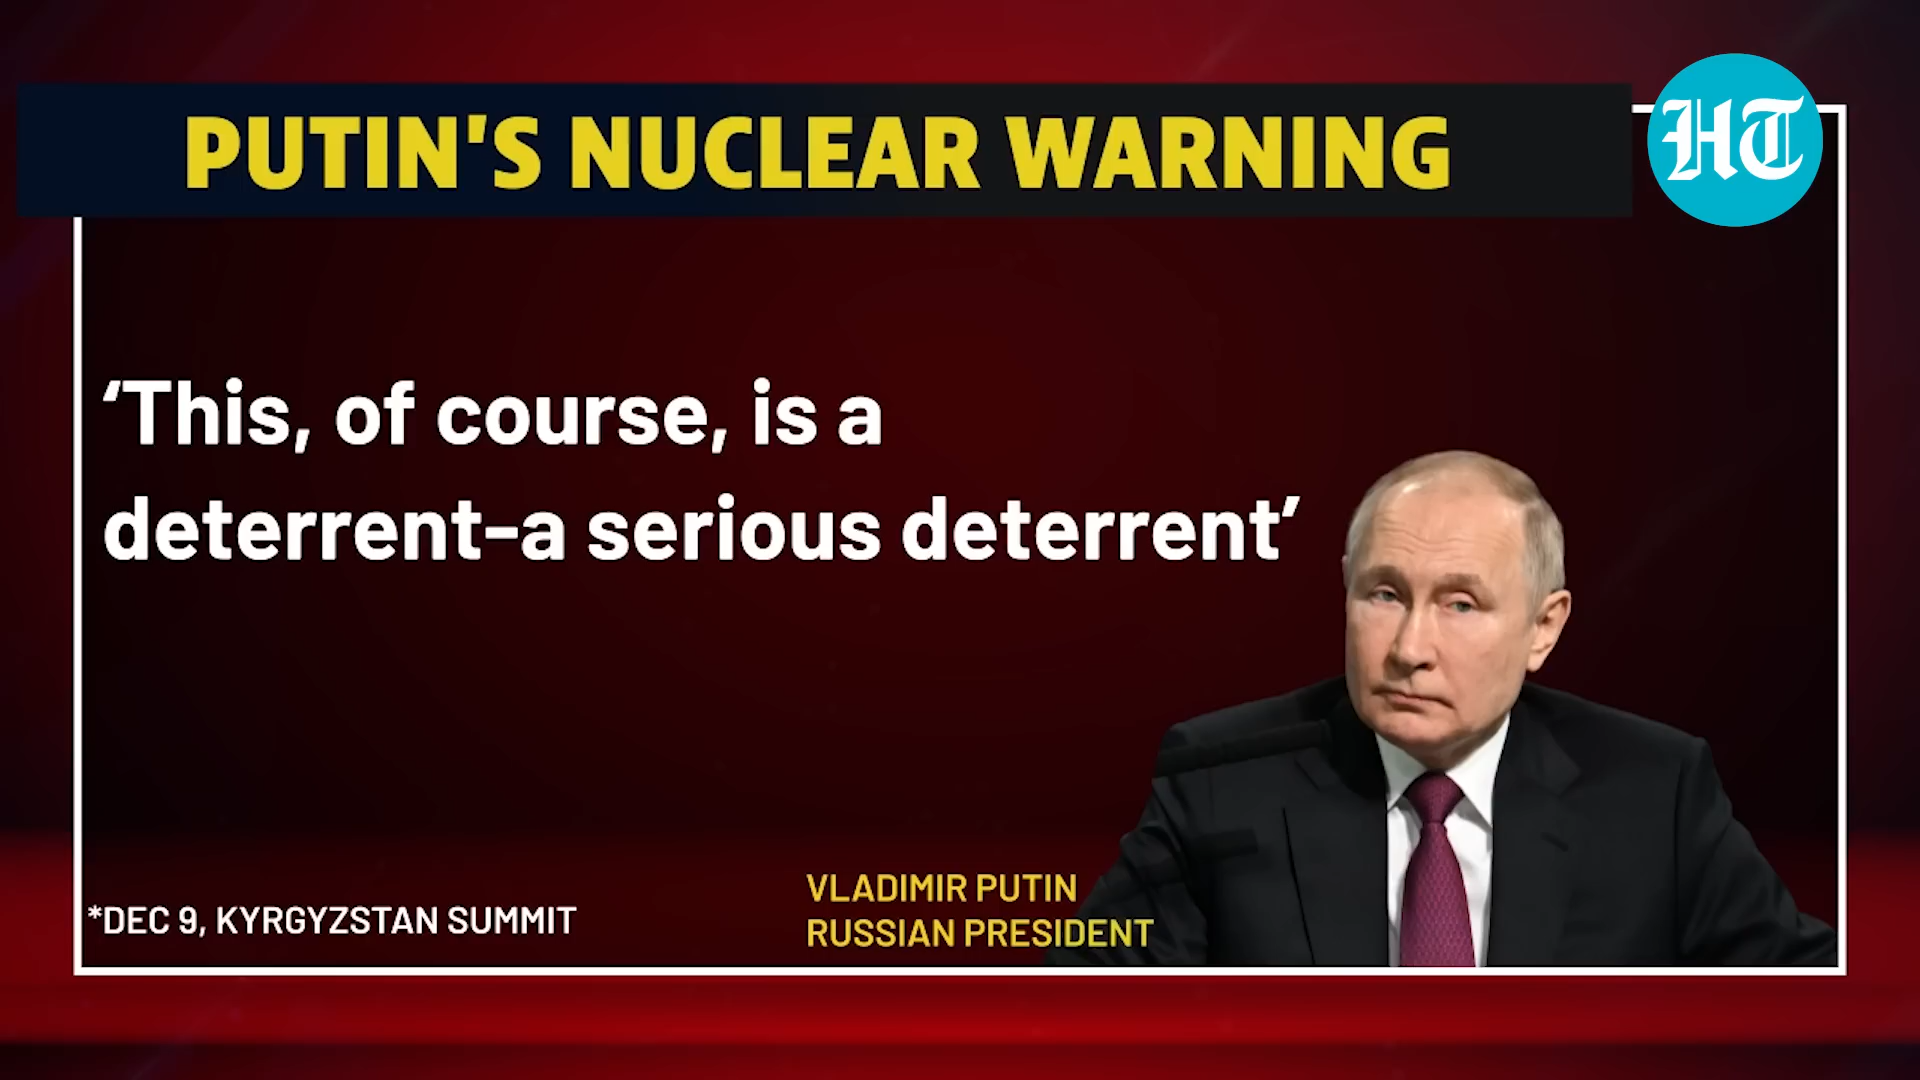 PUTIN'S NUCLEAR WARNING
HT
‘This, of course, is a
deterrent-a serious deterrent’
VLADIMIR PUTIN
RUSSIAN PRESIDENT
*DEC 9, KYRGYZSTAN SUMMIT